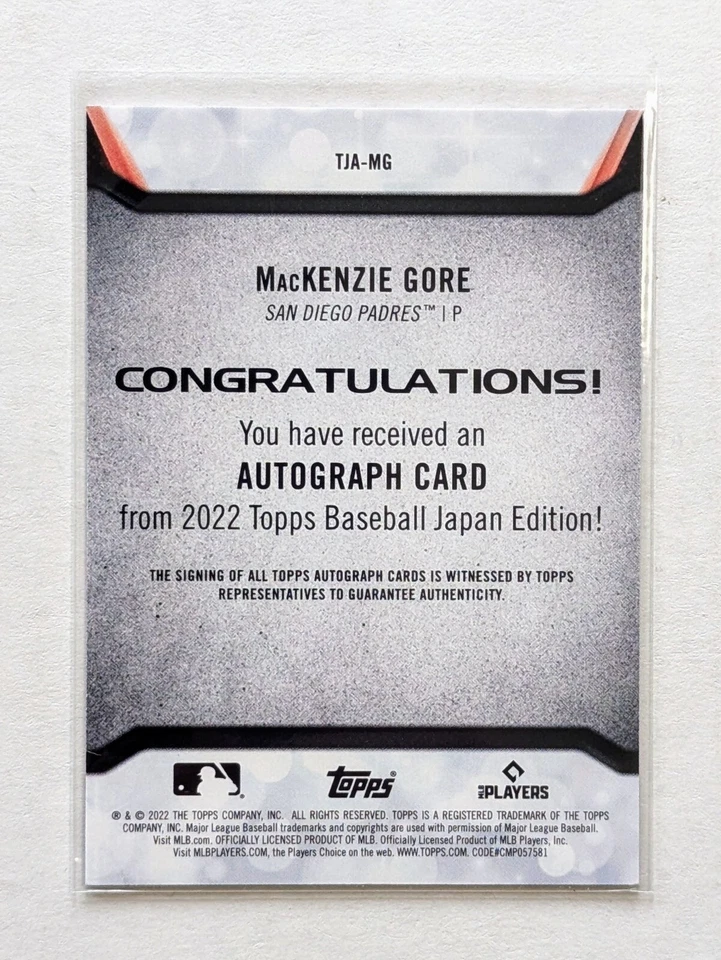 TJA-MG
MacKENZIE GORE
SAN DIEGO PADRES™ | P
CONGRATULATIONS!
You have received an
AUTOGRAPH CARD
from 2022 Topps Baseball Japan Edition!
THE SIGNING OF ALL TOPPS AUTOGRAPH CARDS IS WITNESSED BY TOPPS
REPRESENTATIVES TO GUARANTEE AUTHENTICITY.
topps®
MLB PLAYERS
® & © 2022 THE TOPPS COMPANY, INC. ALL RIGHTS RESERVED. TOPPS IS A REGISTERED TRADEMARK OF THE TOPPS
COMPANY, INC. Major League Baseball trademarks and copyrights are used with permission of Major League Baseball.
Visit MLB.com. OFFICIALLY LICENSED PRODUCT OF MLB. Officially Licensed Product of MLB Players, Inc.
Visit MLBPLAYERS.COM, the Players Choice on the web. WWW.TOPPS.COM. CODE#CMP057581